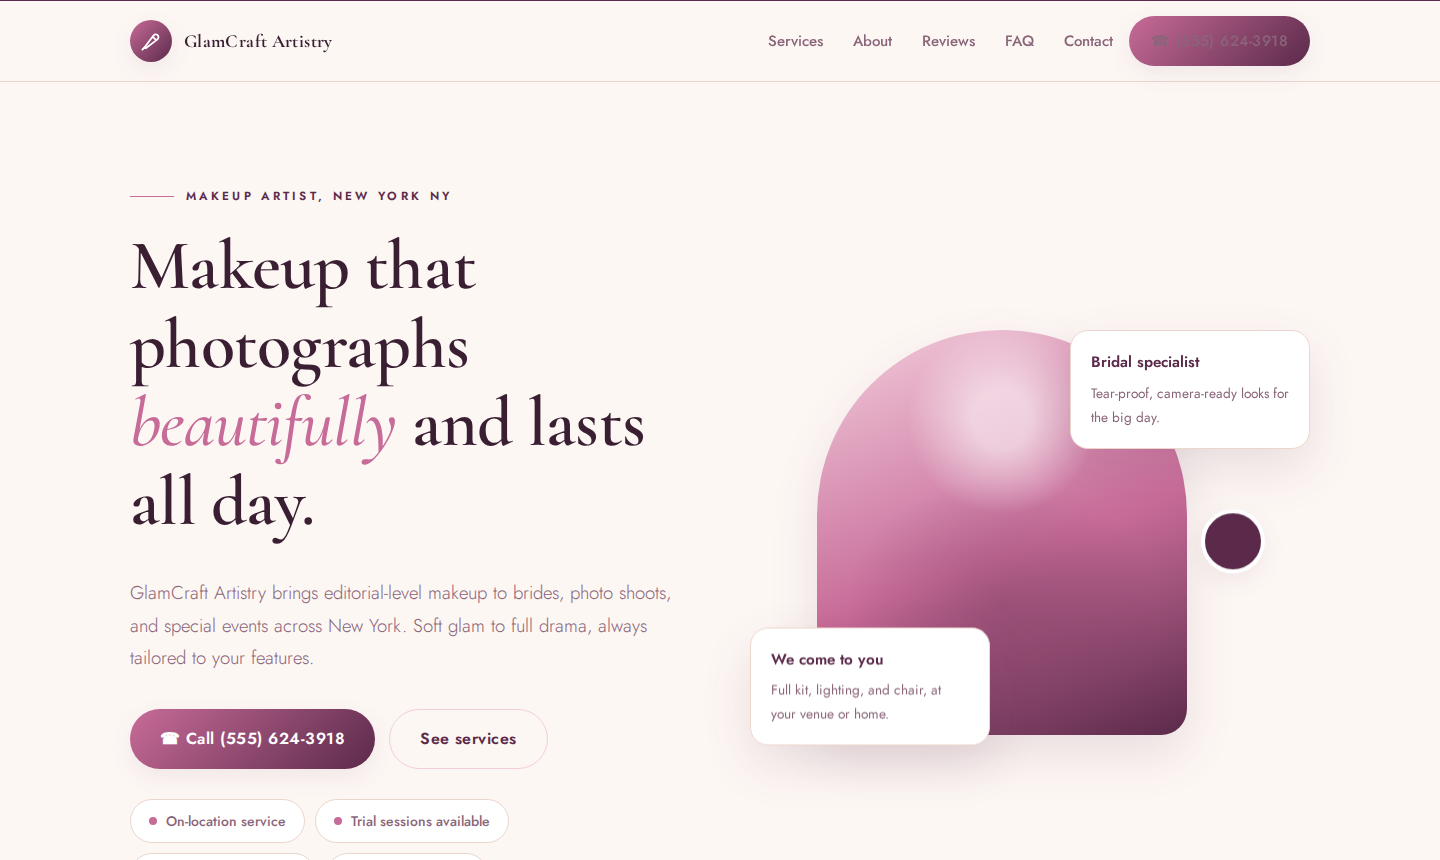 GlamCraft Artistry
Services About Reviews FAQ Contact ☎ (555) 624-3918
MAKEUP ARTIST, NEW YORK NY
Makeup that
photographs
beautifully and lasts
all day.
GlamCraft Artistry brings editorial-level makeup to brides, photo shoots,
and special events across New York. Soft glam to full drama, always
tailored to your features.
☎ Call (555) 624-3918
See services
On-location service
Trial sessions available
Bridal specialist
Tear-proof, camera-ready looks for
the big day.
We come to you
Full kit, lighting, and chair, at
your venue or home.